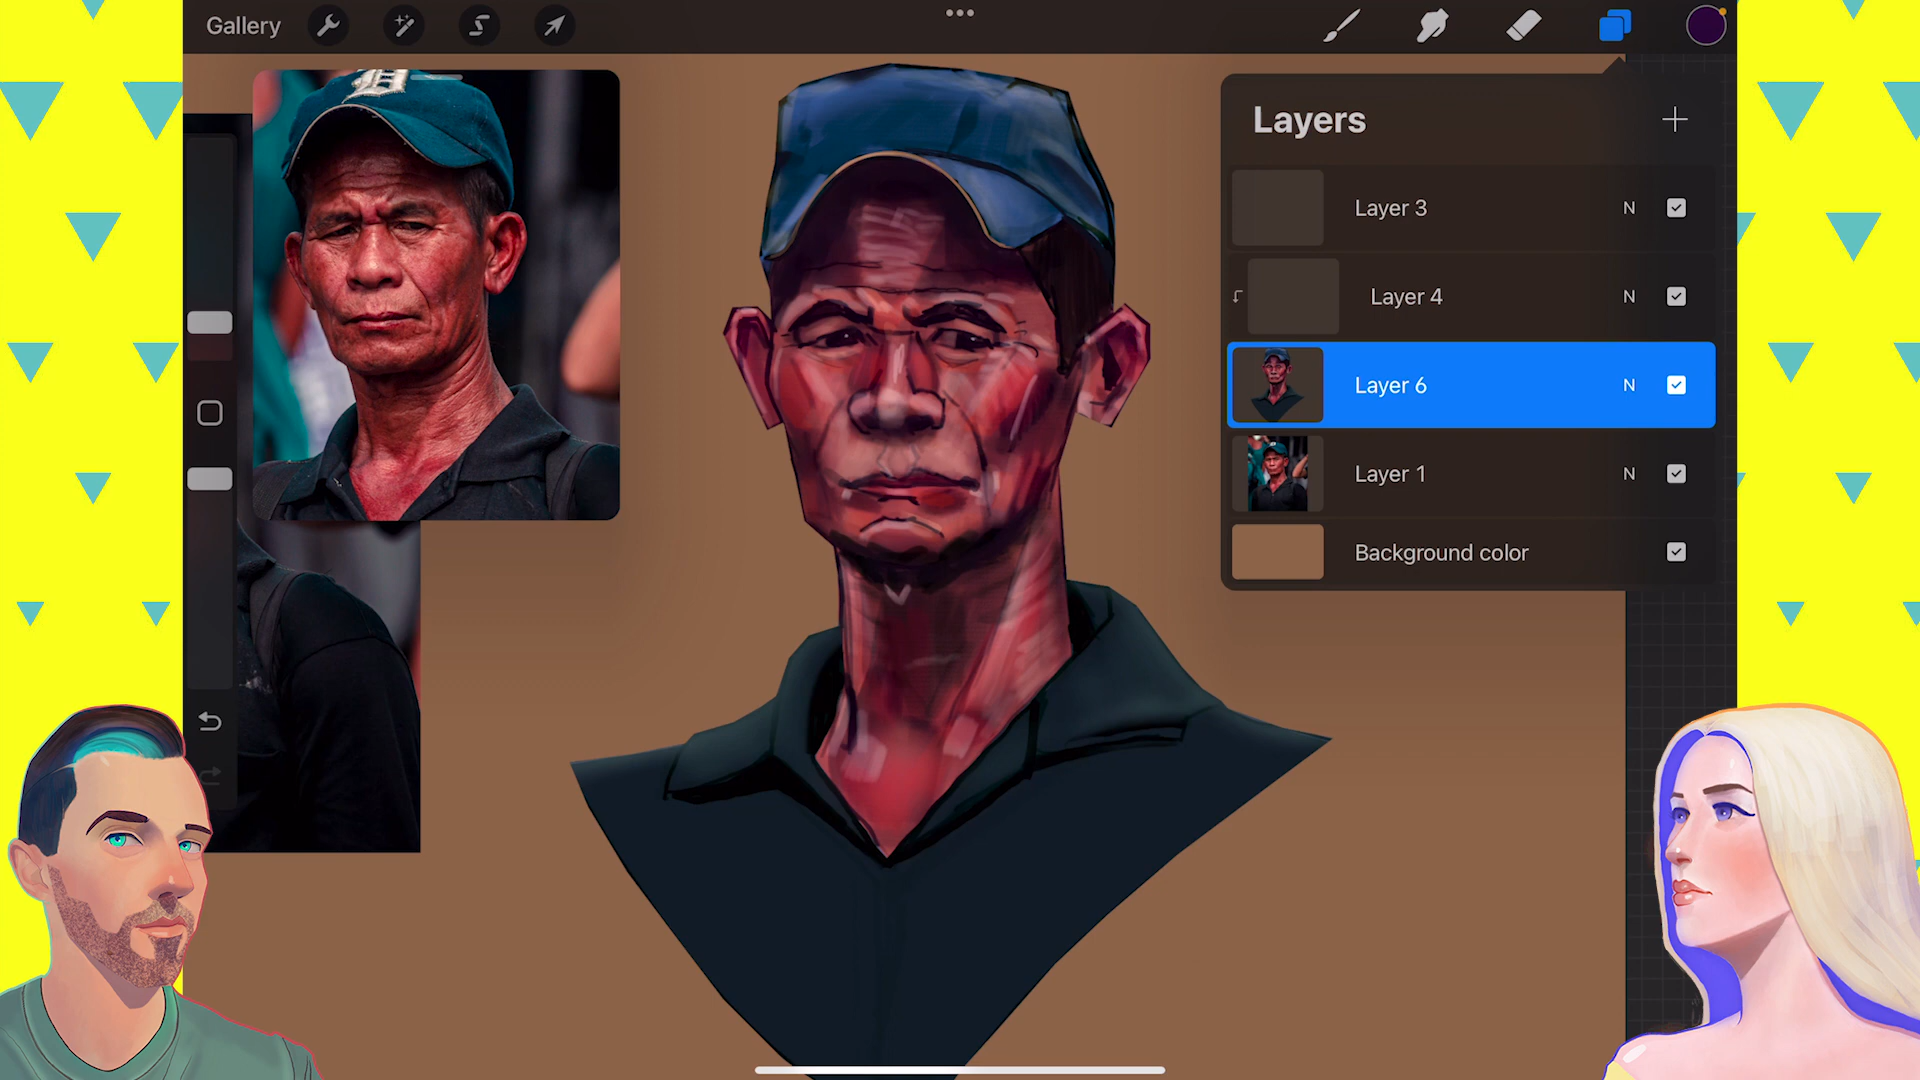 Gallery
D
Layers
Layer 3 N
Layer 4 N
Layer 6 N
Layer 1 N
Background color